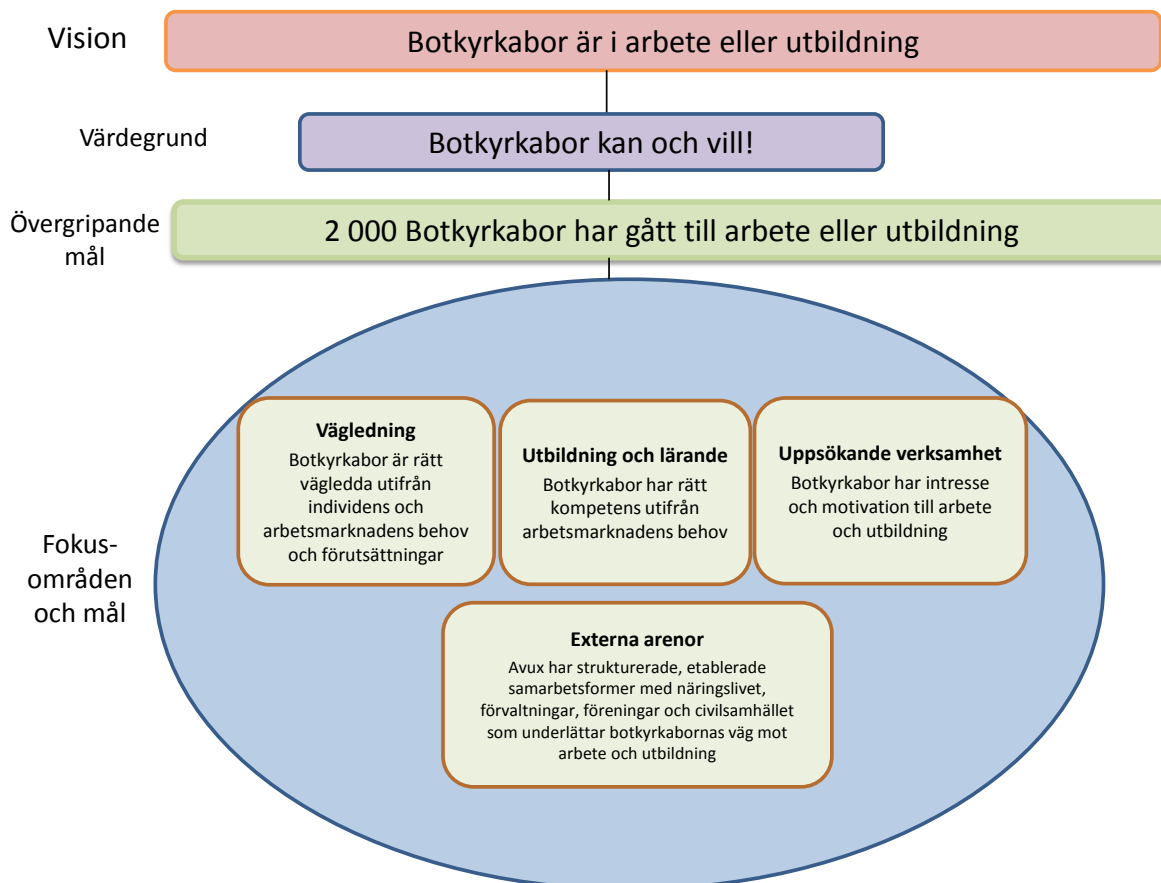 Vision
Botkyrkabor är i arbete eller utbildning
Värdegrund
Botkyrkabor kan och vill!
Övergripande
mål
2 000 Botkyrkabor har gått till arbete eller utbildning
Fokus-
områden
och mål
Vägledning
Botkyrkabor är rätt
vägledda utifrån
individens och
arbetsmarknadens behov
och förutsättningar
Utbildning och lärande
Botkyrkabor har rätt
kompetens utifrån
arbetsmarknadens behov
Uppsökande verksamhet
Botkyrkabor har intresse
och motivation till arbete
och utbildning
Externa arenor
Avux har strukturerade, etablerade
samarbetsformer med näringslivet,
förvaltningar, föreningar och civilsamhället
som underlättar botkyrkabornas väg mot
arbete och utbildning